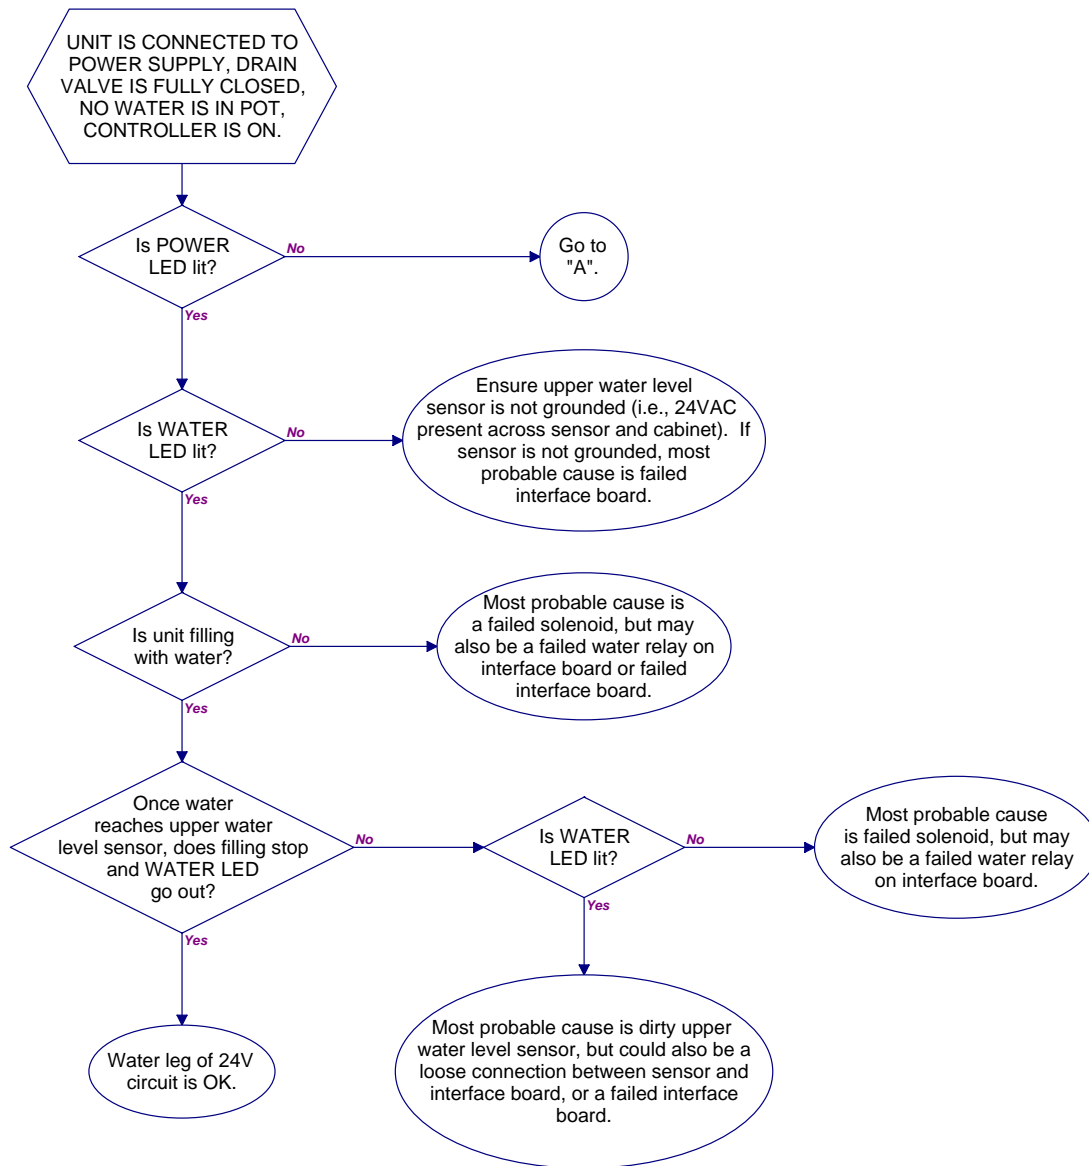 UNIT IS CONNECTED TO
POWER SUPPLY, DRAIN
VALVE IS FULLY CLOSED,
NO WATER IS IN POT,
CONTROLLER IS ON.
Is POWER
LED lit?
No
Go to
"A".
Yes
Is WATER
LED lit?
No
Ensure upper water level
sensor is not grounded (i.e., 24VAC
present across sensor and cabinet).  If
sensor is not grounded, most
probable cause is failed
interface board.
Yes
Is unit filling
with water?
No
Most probable cause is
a failed solenoid, but may
also be a failed water relay on
interface board or failed
interface board.
Yes
Once water
reaches upper water
level sensor, does filling stop
and WATER LED
go out?
No
Is WATER
LED lit?
No
Most probable cause
is failed solenoid, but may
also be a failed water relay
on interface board.
Yes
Yes
Water leg of 24V
circuit is OK.
Most probable cause is dirty upper
water level sensor, but could also be a
loose connection between sensor and
interface board, or a failed interface
board.